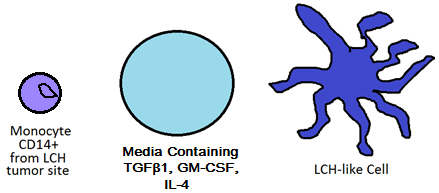 Monocyte
CD14+
from LCH
tumor site
Media Containing
TGFβ1, GM-CSF,
IL-4
LCH-like Cell